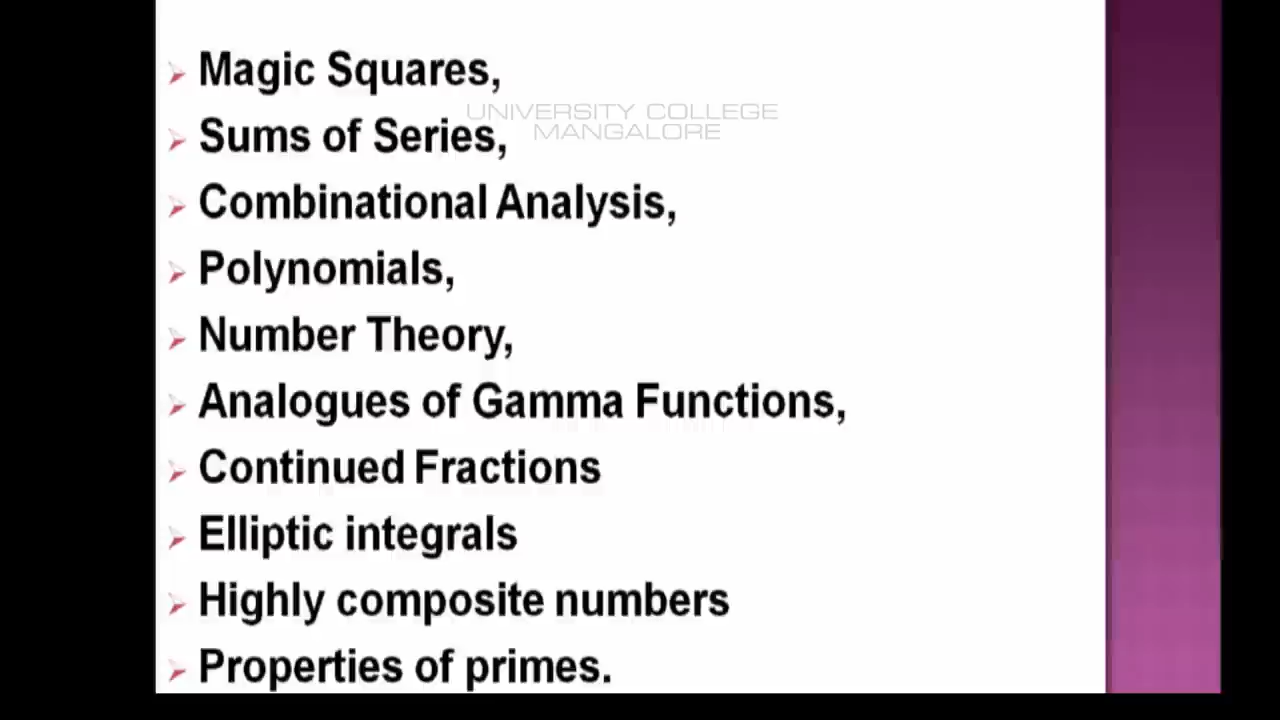 Magic Squares,
UNIVERSITY COLLEGE
MANGALORE
Sums of Series,
Combinational Analysis,
Polynomials,
Number Theory,
Analogues of Gamma Functions,
Continued Fractions
Elliptic integrals
Highly composite numbers
Properties of primes.